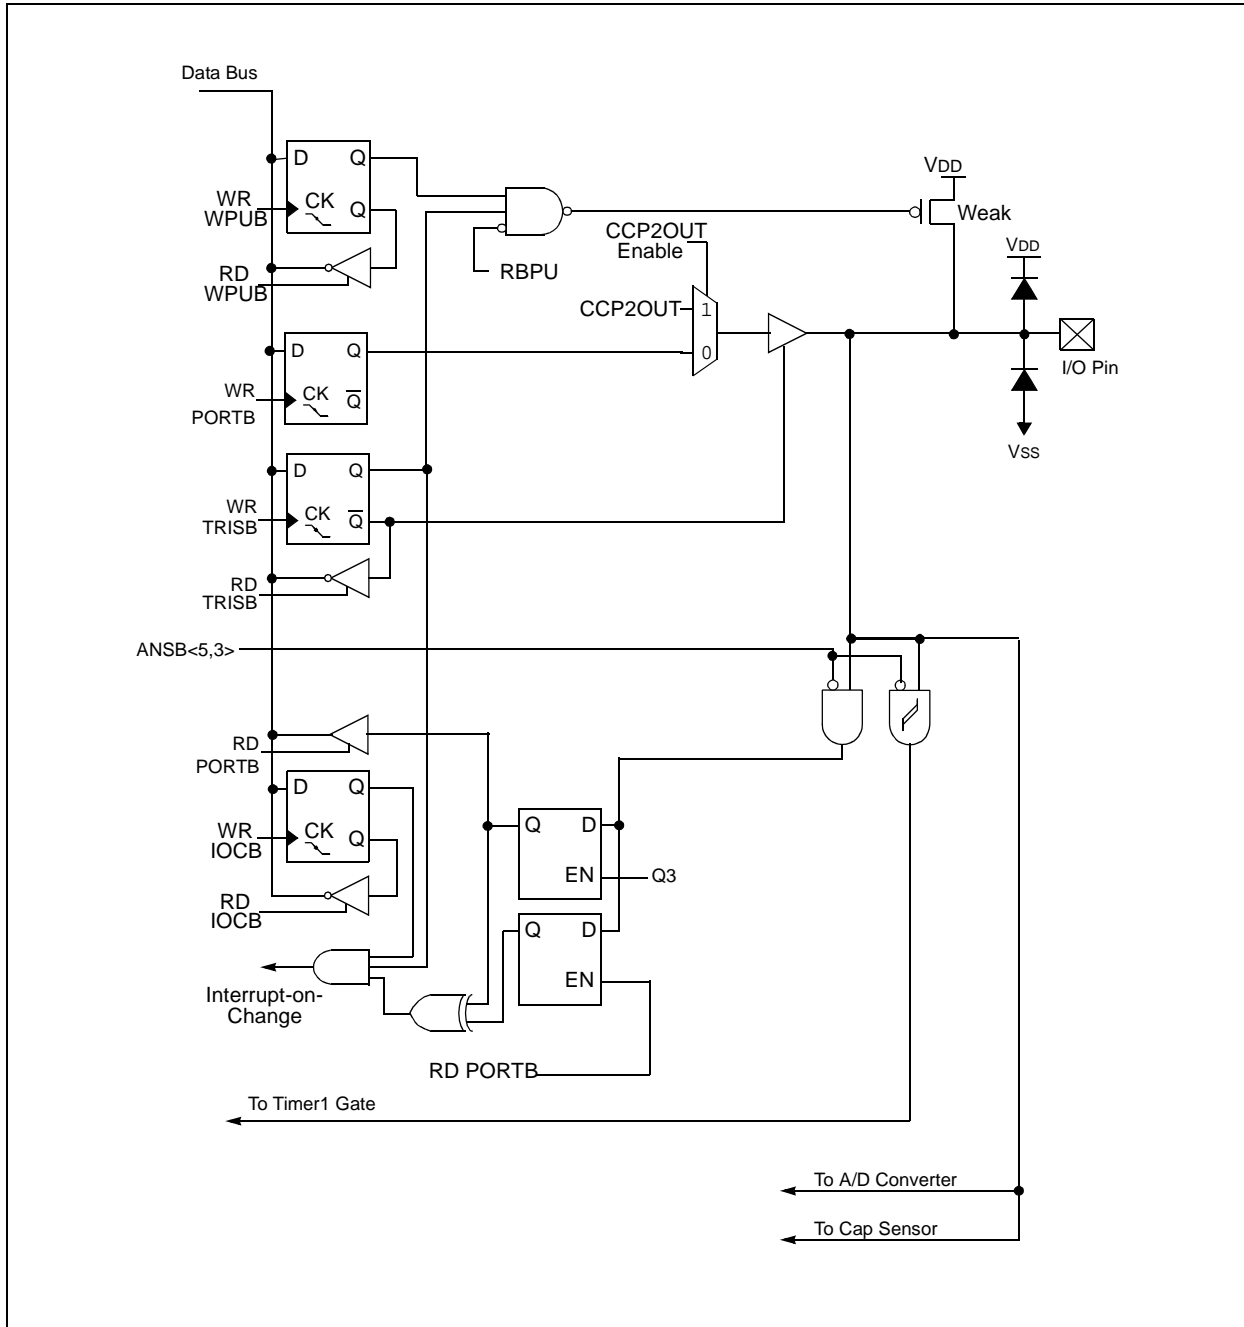 Data Bus
D Q
WR
WPUB
CK
Q
RD
WPUB
RBPU
CCP2OUT
Enable
CCP2OUT
1
0
VDD
Weak
VDD
I/O Pin
VSS
D Q
WR
PORTB
CK
Q̅
D Q
WR
TRISB
CK
Q̅
RD
TRISB
ANSB<5,3>
RD
PORTB
D Q
WR
IOCB
CK
Q
RD
IOCB
Q D
EN
Q3
Q D
EN
Interrupt-on-
Change
RD PORTB
To Timer1 Gate
To A/D Converter
To Cap Sensor